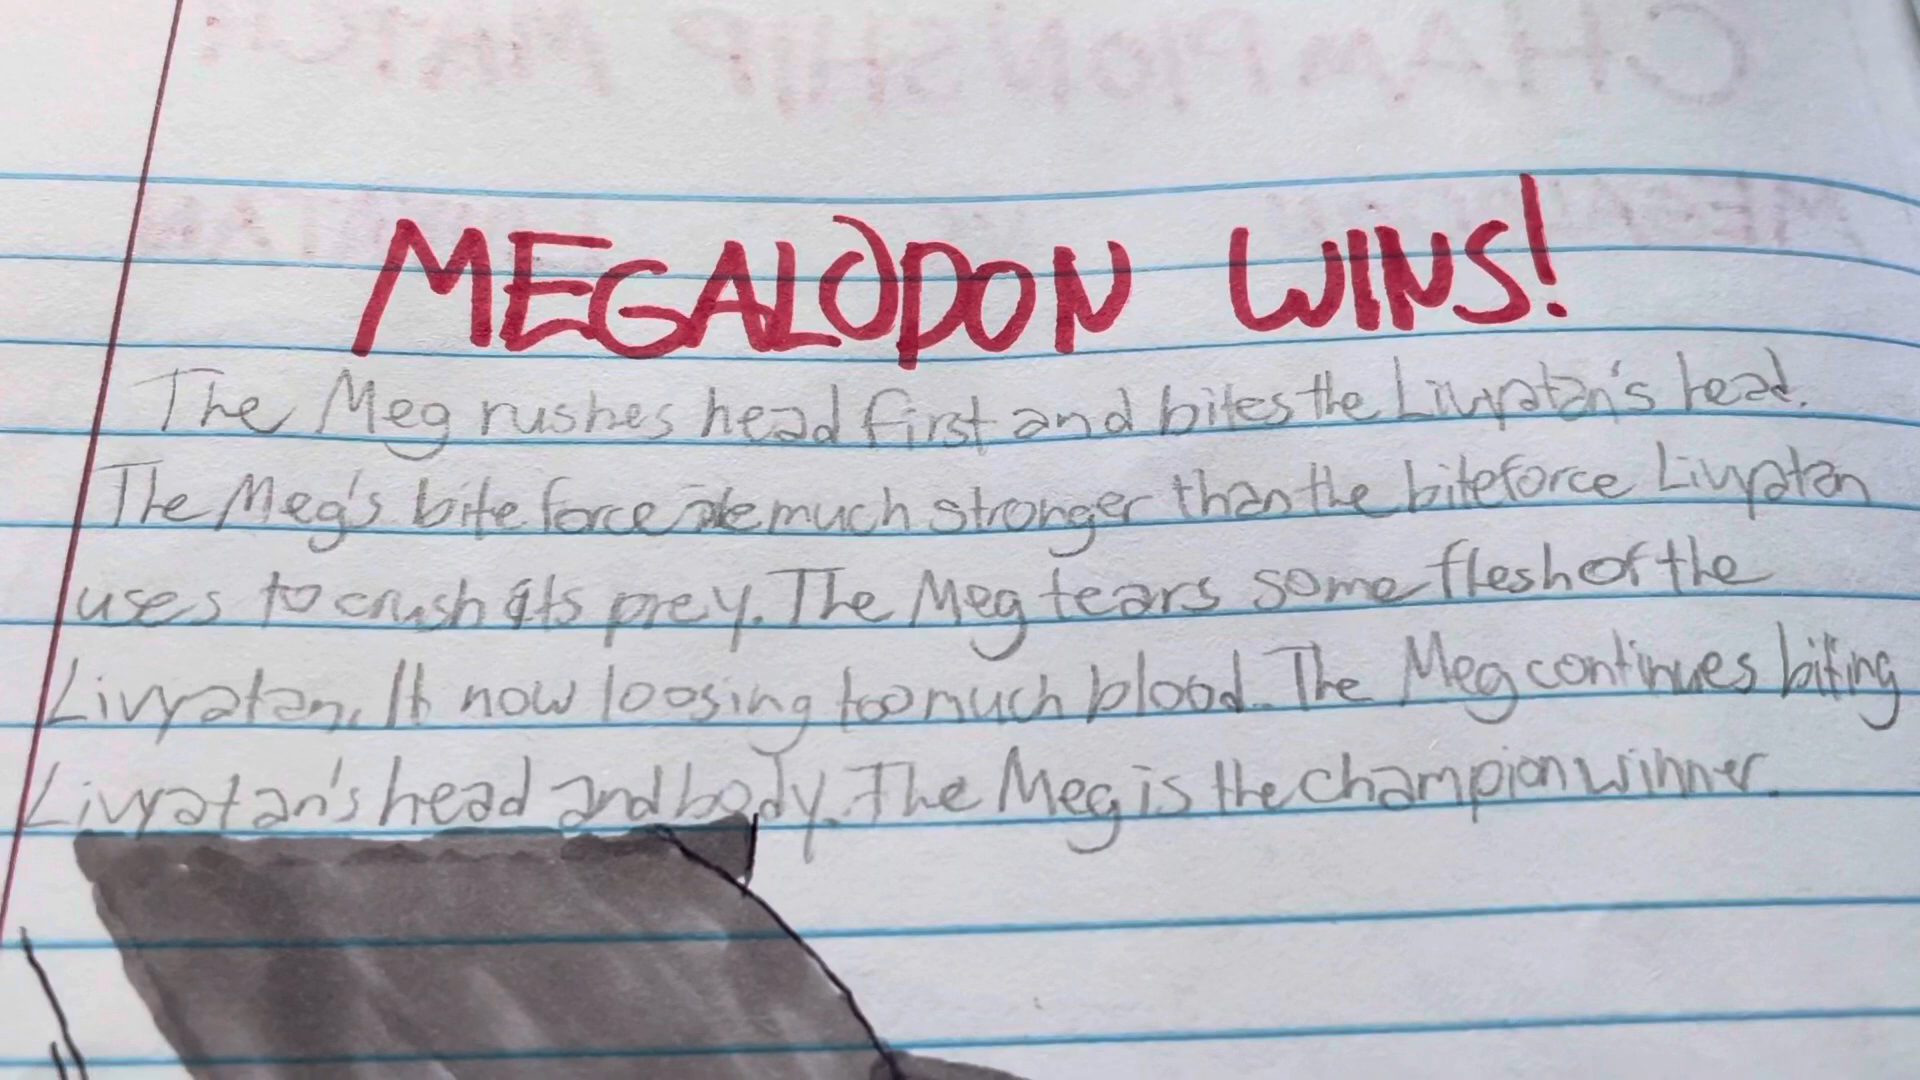 CHAMPIONSHIP MATCH
MEGALODON WINS!
The Meg rushes head first and bites the Livyatan's head.
The Meg's bite force is much stronger than the biteforce Livyatan
uses to crush its prey. The Meg tears some flesh of the
Livyatan. It now loosing too much blood. The Meg continues biting
Livyatan's head and body. The Meg is the champion winner.